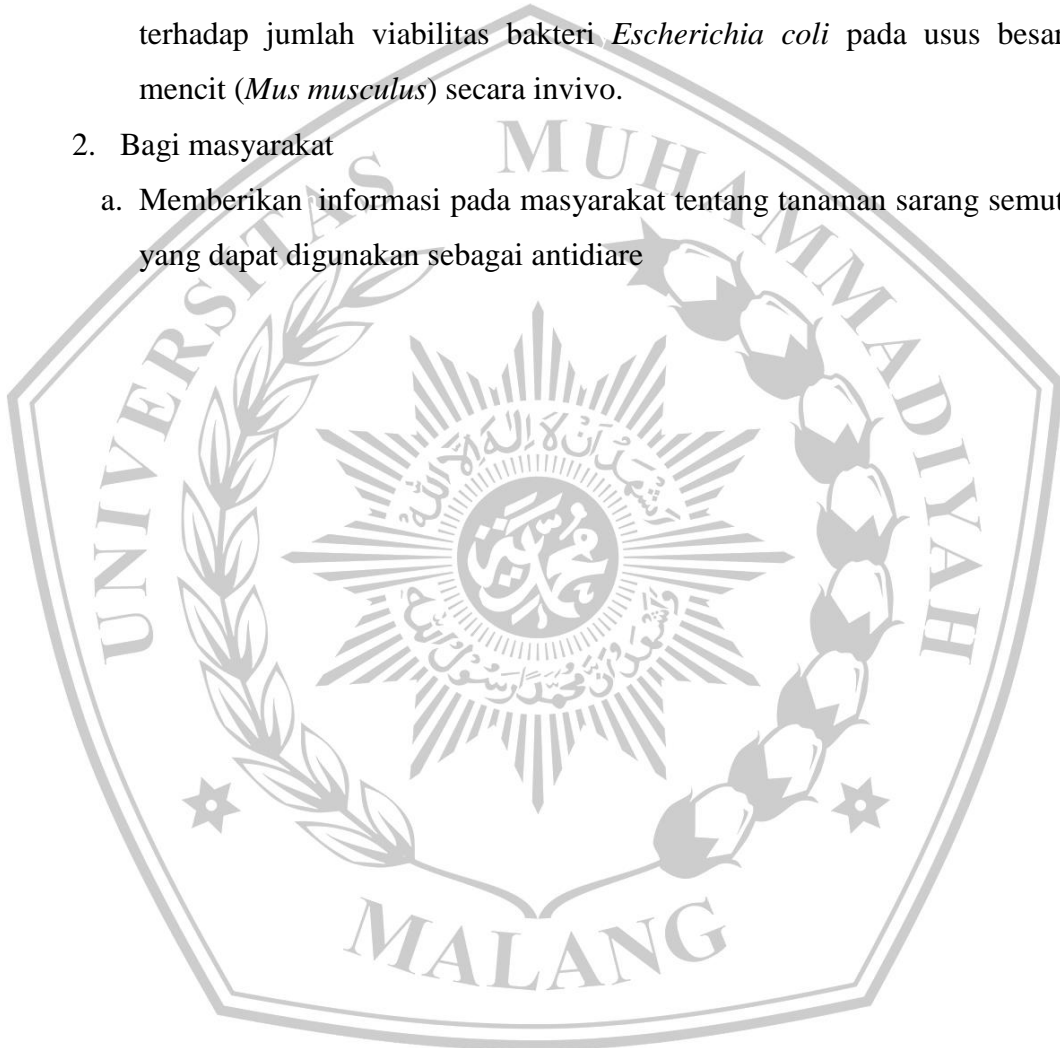 terhadap jumlah viabilitas bakteri Escherichia coli pada usus besar
mencit (Mus musculus) secara invivo.
2. Bagi masyarakat
a. Memberikan informasi pada masyarakat tentang tanaman sarang semut
yang dapat digunakan sebagai antidiare
UNIVERSITAS MUHAMMADIYAH
MALANG